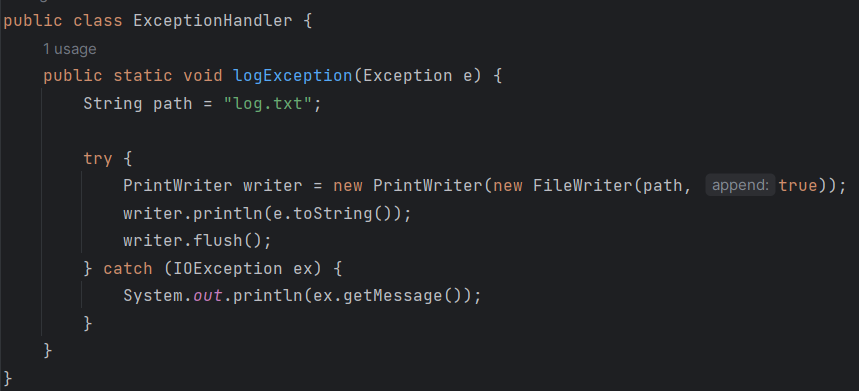 public class ExceptionHandler {
1 usage
public static void logException(Exception e) {
String path = "log.txt";
try {
PrintWriter writer = new PrintWriter(new FileWriter(path, append: true));
writer.println(e.toString());
writer.flush();
} catch (IOException ex) {
System.out.println(ex.getMessage());
}
}
}